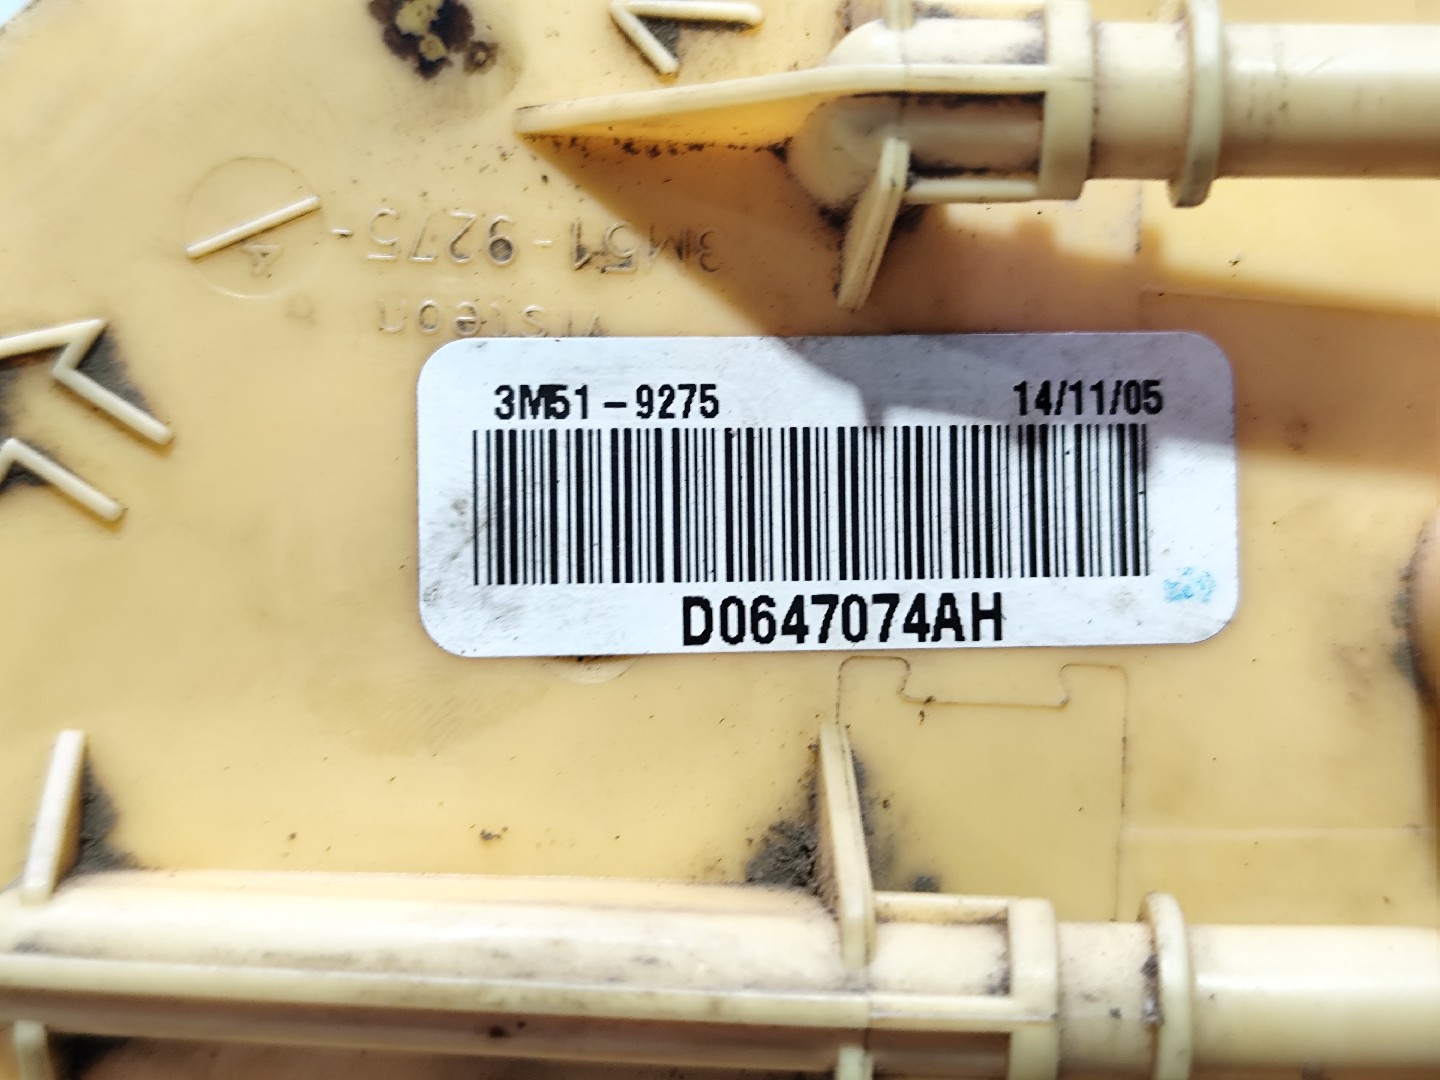 3M51-9275-
A
Visteon
3M51-9275
14/11/05
D0647074AH